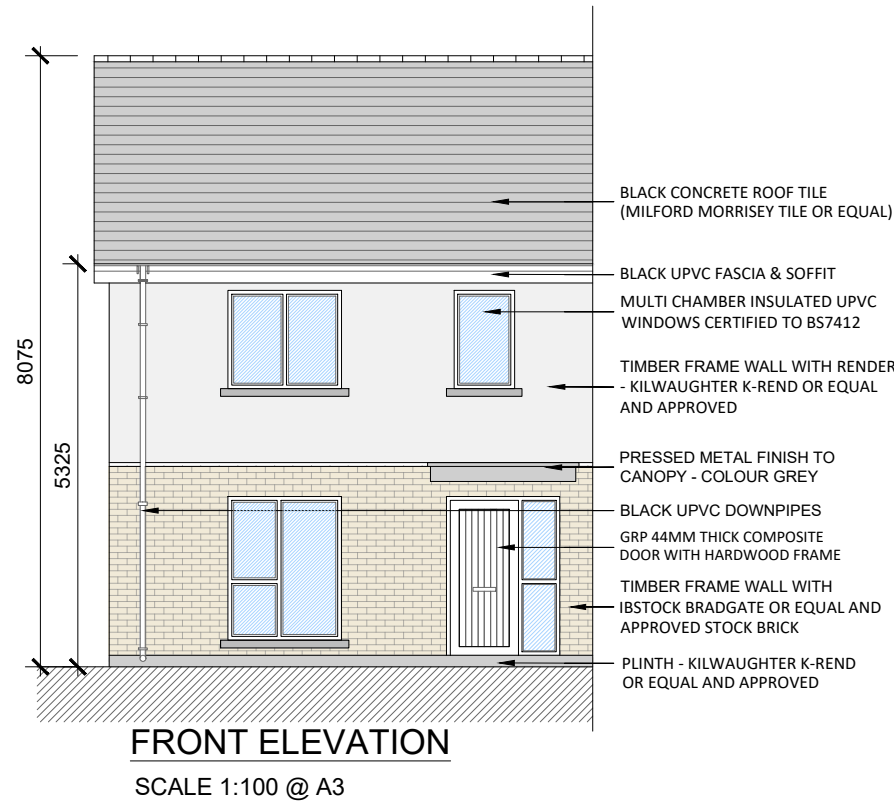 BLACK CONCRETE ROOF TILE
(MILFORD MORRISEY TILE OR EQUAL)
BLACK UPVC FASCIA & SOFFIT
MULTI CHAMBER INSULATED UPVC
WINDOWS CERTIFIED TO BS7412
8075
TIMBER FRAME WALL WITH RENDER
- KILWAUGHTER K-REND OR EQUAL
AND APPROVED
5325
PRESSED METAL FINISH TO
CANOPY - COLOUR GREY
BLACK UPVC DOWNPIPES
GRP 44MM THICK COMPOSITE
DOOR WITH HARDWOOD FRAME
TIMBER FRAME WALL WITH
IBSTOCK BRADGATE OR EQUAL AND
APPROVED STOCK BRICK
PLINTH - KILWAUGHTER K-REND
OR EQUAL AND APPROVED
FRONT ELEVATION
SCALE 1:100 @ A3